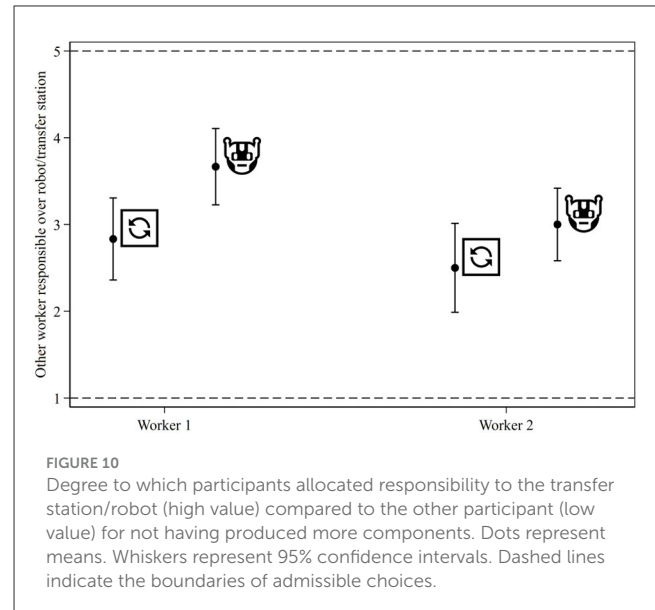 Other worker responsible over robot/transfer station
5
4
3
2
1
Worker 1
Worker 2
FIGURE 10
Degree to which participants allocated responsibility to the transfer
station/robot (high value) compared to the other participant (low
value) for not having produced more components. Dots represent
means. Whiskers represent 95% confidence intervals. Dashed lines
indicate the boundaries of admissible choices.